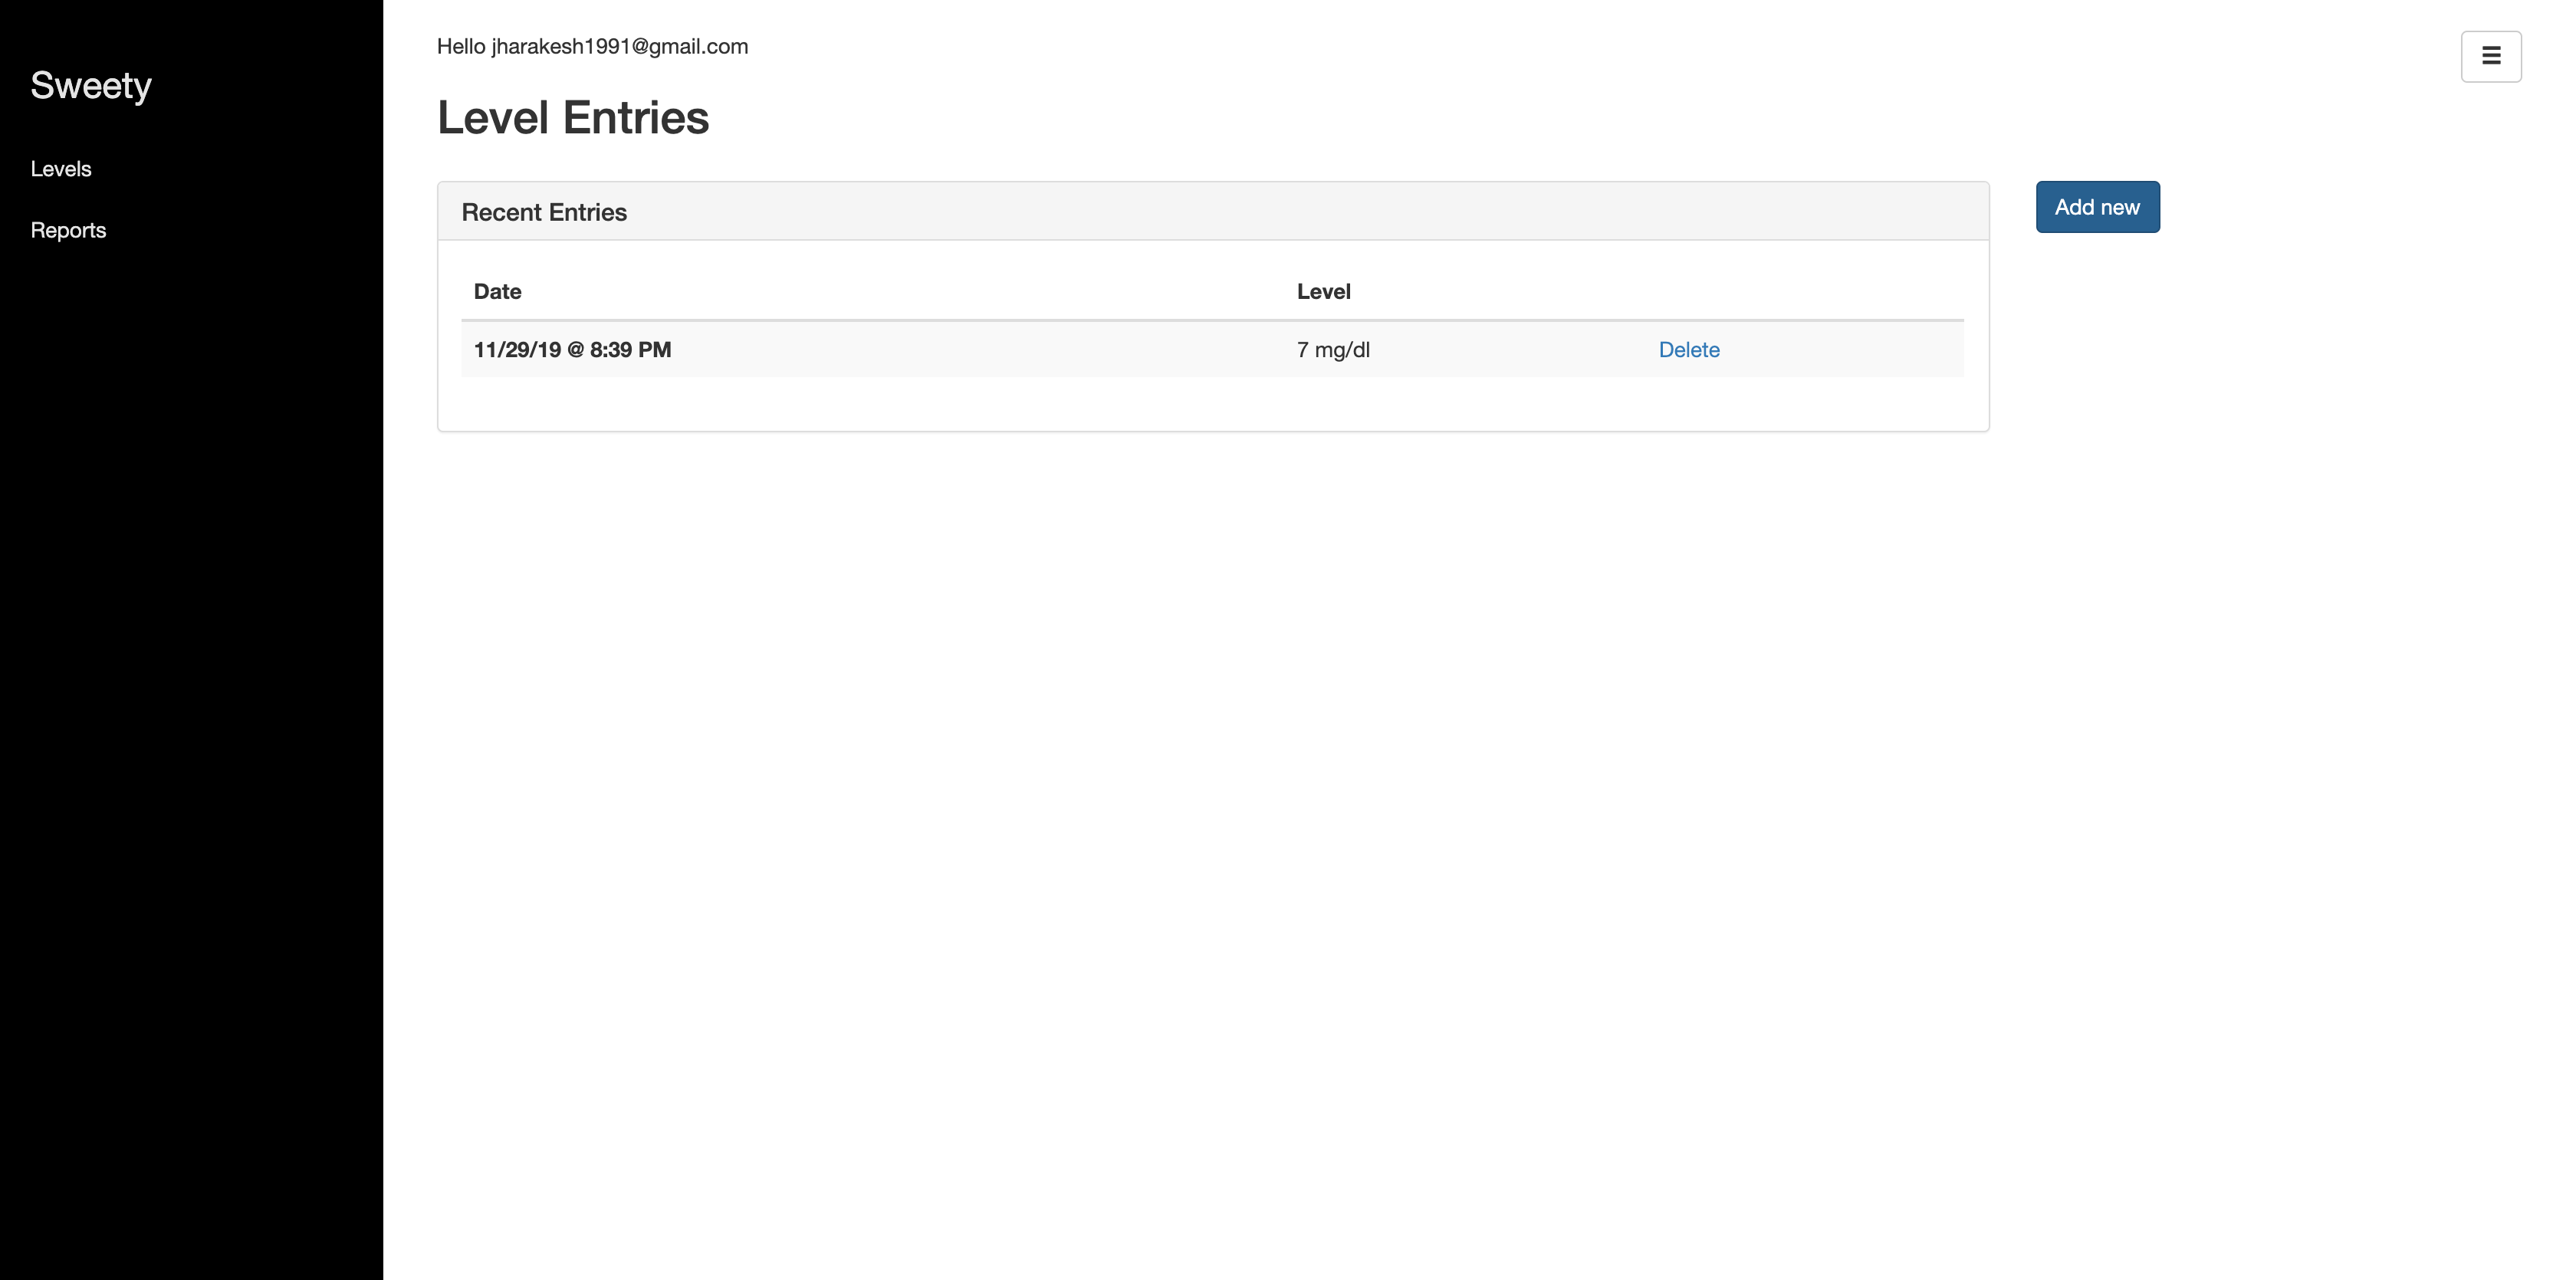 Sweety
Levels
Reports
Hello jharakesh1991@gmail.com
Level Entries
Recent Entries
Add new
Date Level
11/29/19 @ 8:39 PM 7 mg/dl Delete